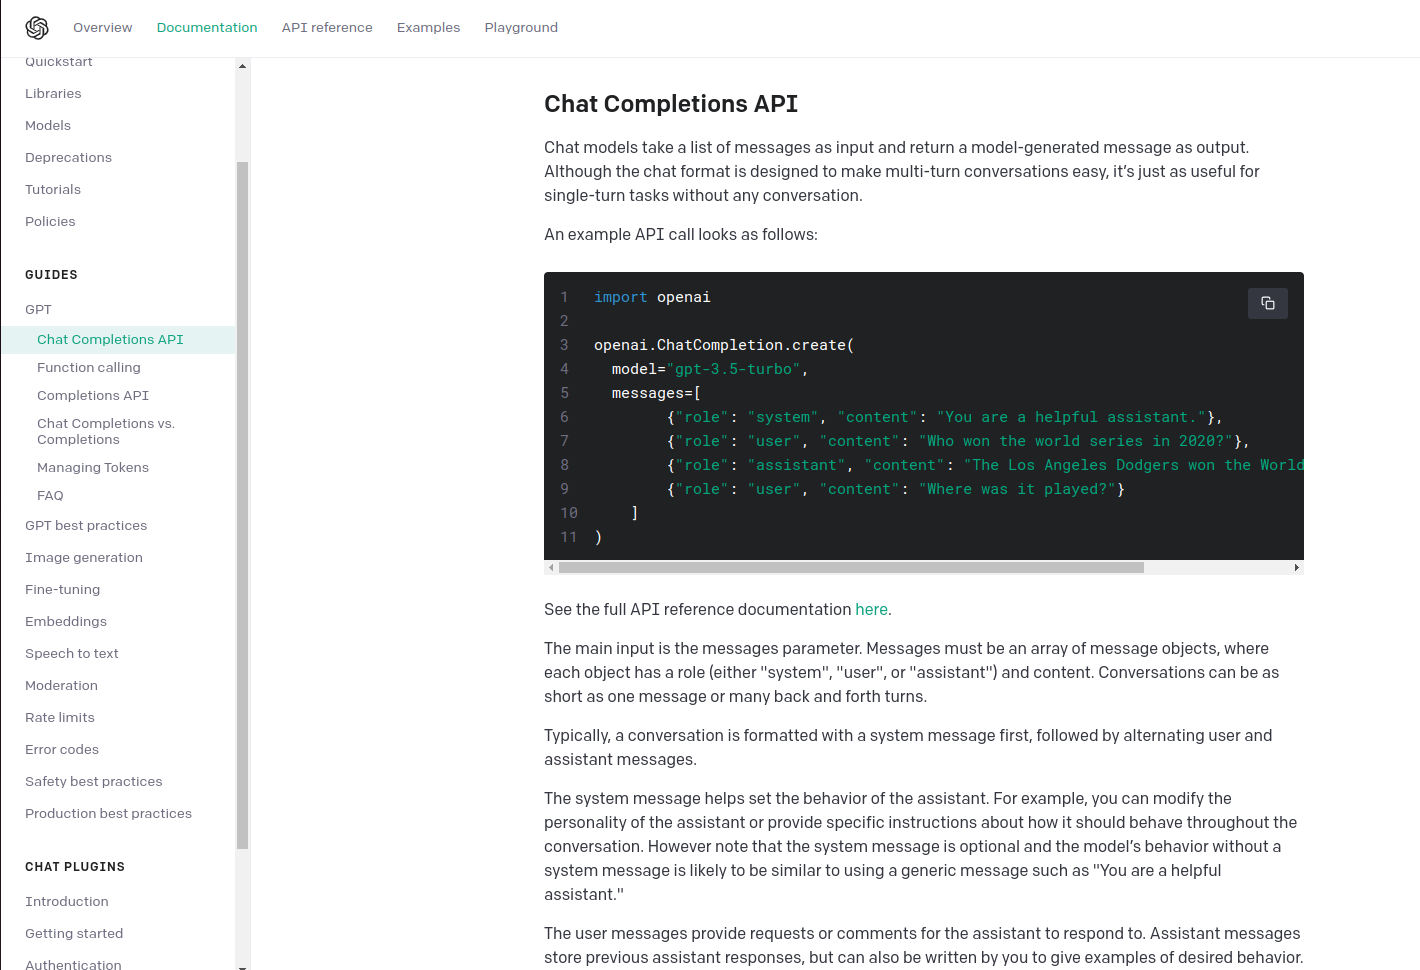 Overview Documentation API reference Examples Playground
Quickstart
Libraries
Models
Deprecations
Tutorials
Policies
GUIDES
GPT
Chat Completions API
Function calling
Completions API
Chat Completions vs.
Completions
Managing Tokens
FAQ
GPT best practices
Image generation
Fine-tuning
Embeddings
Speech to text
Moderation
Rate limits
Error codes
Safety best practices
Production best practices
CHAT PLUGINS
Introduction
Getting started
Authentication
Chat Completions API
Chat models take a list of messages as input and return a model-generated message as output.
Although the chat format is designed to make multi-turn conversations easy, it’s just as useful for
single-turn tasks without any conversation.
An example API call looks as follows:
1 import openai
2
3 openai.ChatCompletion.create(
4 model="gpt-3.5-turbo",
5 messages=[
6 {"role": "system", "content": "You are a helpful assistant."},
7 {"role": "user", "content": "Who won the world series in 2020?"},
8 {"role": "assistant", "content": "The Los Angeles Dodgers won the World
9 {"role": "user", "content": "Where was it played?"}
10 ]
11 )
See the full API reference documentation here.
The main input is the messages parameter. Messages must be an array of message objects, where
each object has a role (either "system", "user", or "assistant") and content. Conversations can be as
short as one message or many back and forth turns.
Typically, a conversation is formatted with a system message first, followed by alternating user and
assistant messages.
The system message helps set the behavior of the assistant. For example, you can modify the
personality of the assistant or provide specific instructions about how it should behave throughout the
conversation. However note that the system message is optional and the model’s behavior without a
system message is likely to be similar to using a generic message such as "You are a helpful
assistant."
The user messages provide requests or comments for the assistant to respond to. Assistant messages
store previous assistant responses, but can also be written by you to give examples of desired behavior.